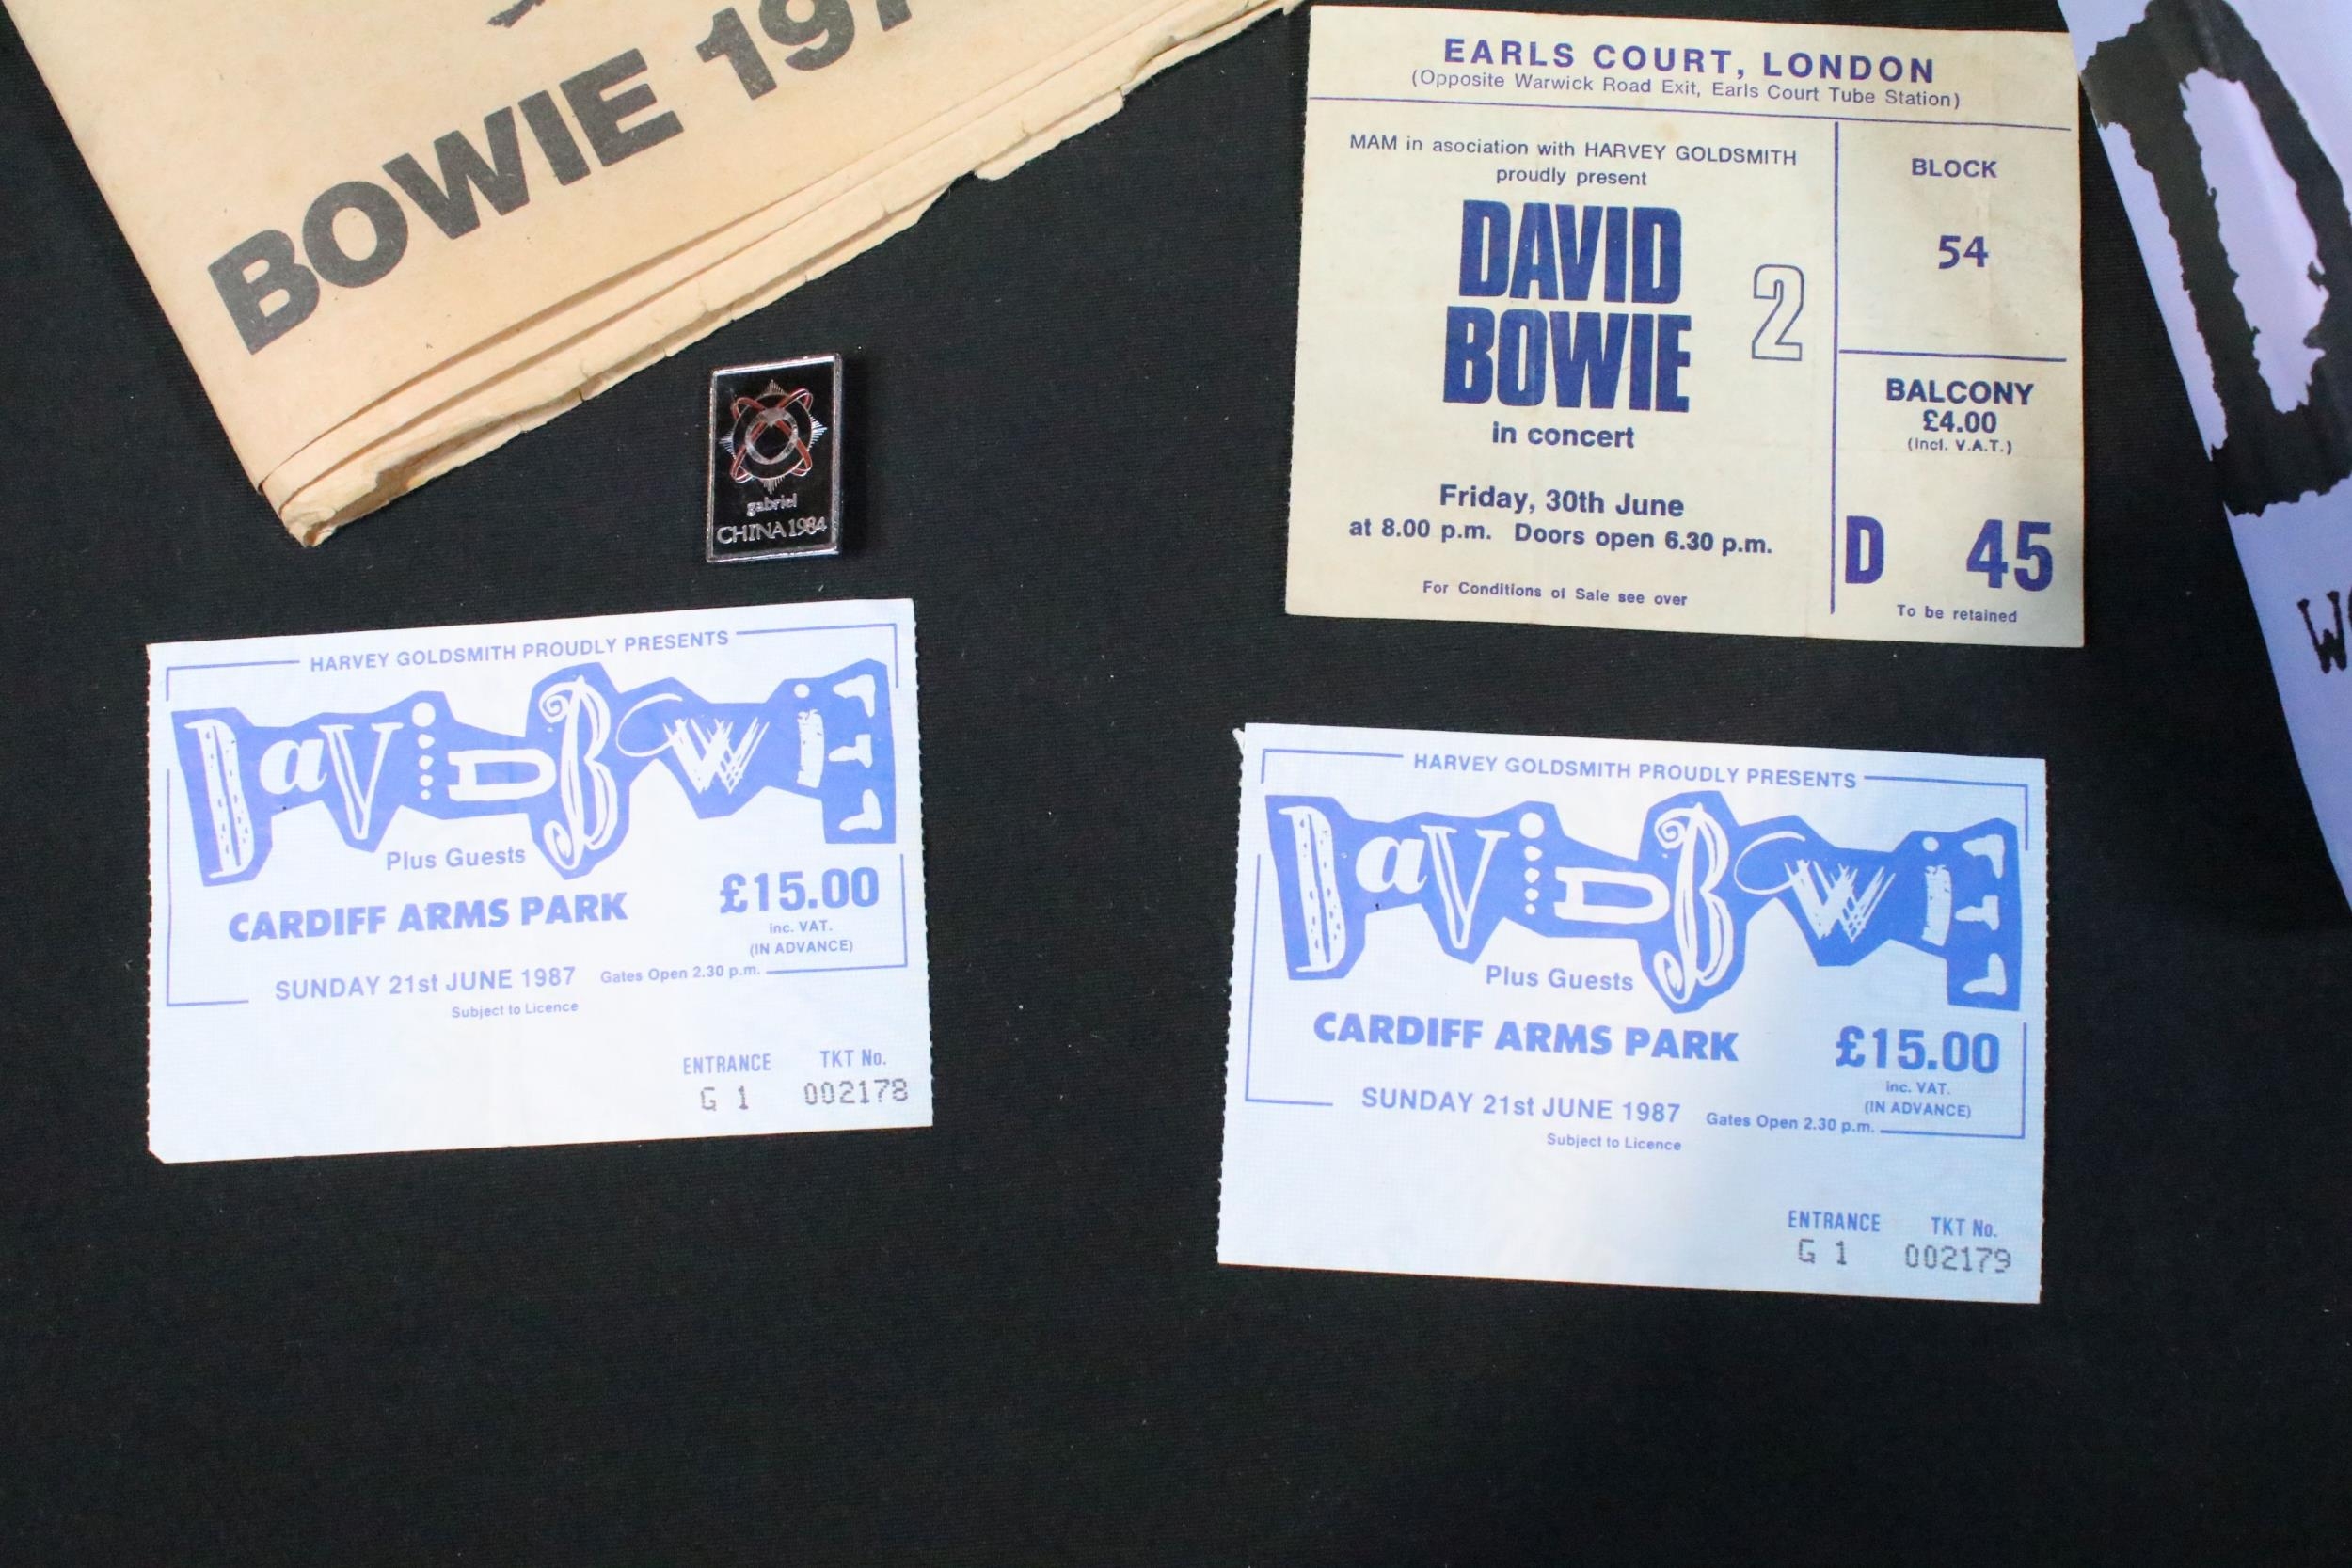 BOWIE 197
EARLS COURT, LONDON
(Opposite Warwick Road Exit, Earls Court Tube Station)
MAM in asociation with HARVEY GOLDSMITH
proudly present
DAVID
BOWIE
2
in concert
Friday, 30th June
at 8.00 p.m. Doors open 6.30 p.m.
For Conditions of Sale see over
BLOCK
54
BALCONY
£4.00
(Incl. V.A.T.)
D 45
To be retained
gabriel
CHINA 1984
HARVEY GOLDSMITH PROUDLY PRESENTS
DaViD BOWiE
Plus Guests
CARDIFF ARMS PARK
£15.00
inc. VAT.
(IN ADVANCE)
SUNDAY 21st JUNE 1987 Gates Open 2.30 p.m.
Subject to Licence
ENTRANCE TKT No.
G 1 002178
HARVEY GOLDSMITH PROUDLY PRESENTS
DaViD BOWiE
Plus Guests
CARDIFF ARMS PARK
£15.00
inc. VAT.
(IN ADVANCE)
SUNDAY 21st JUNE 1987 Gates Open 2.30 p.m.
Subject to Licence
ENTRANCE TKT No.
G 1 002179